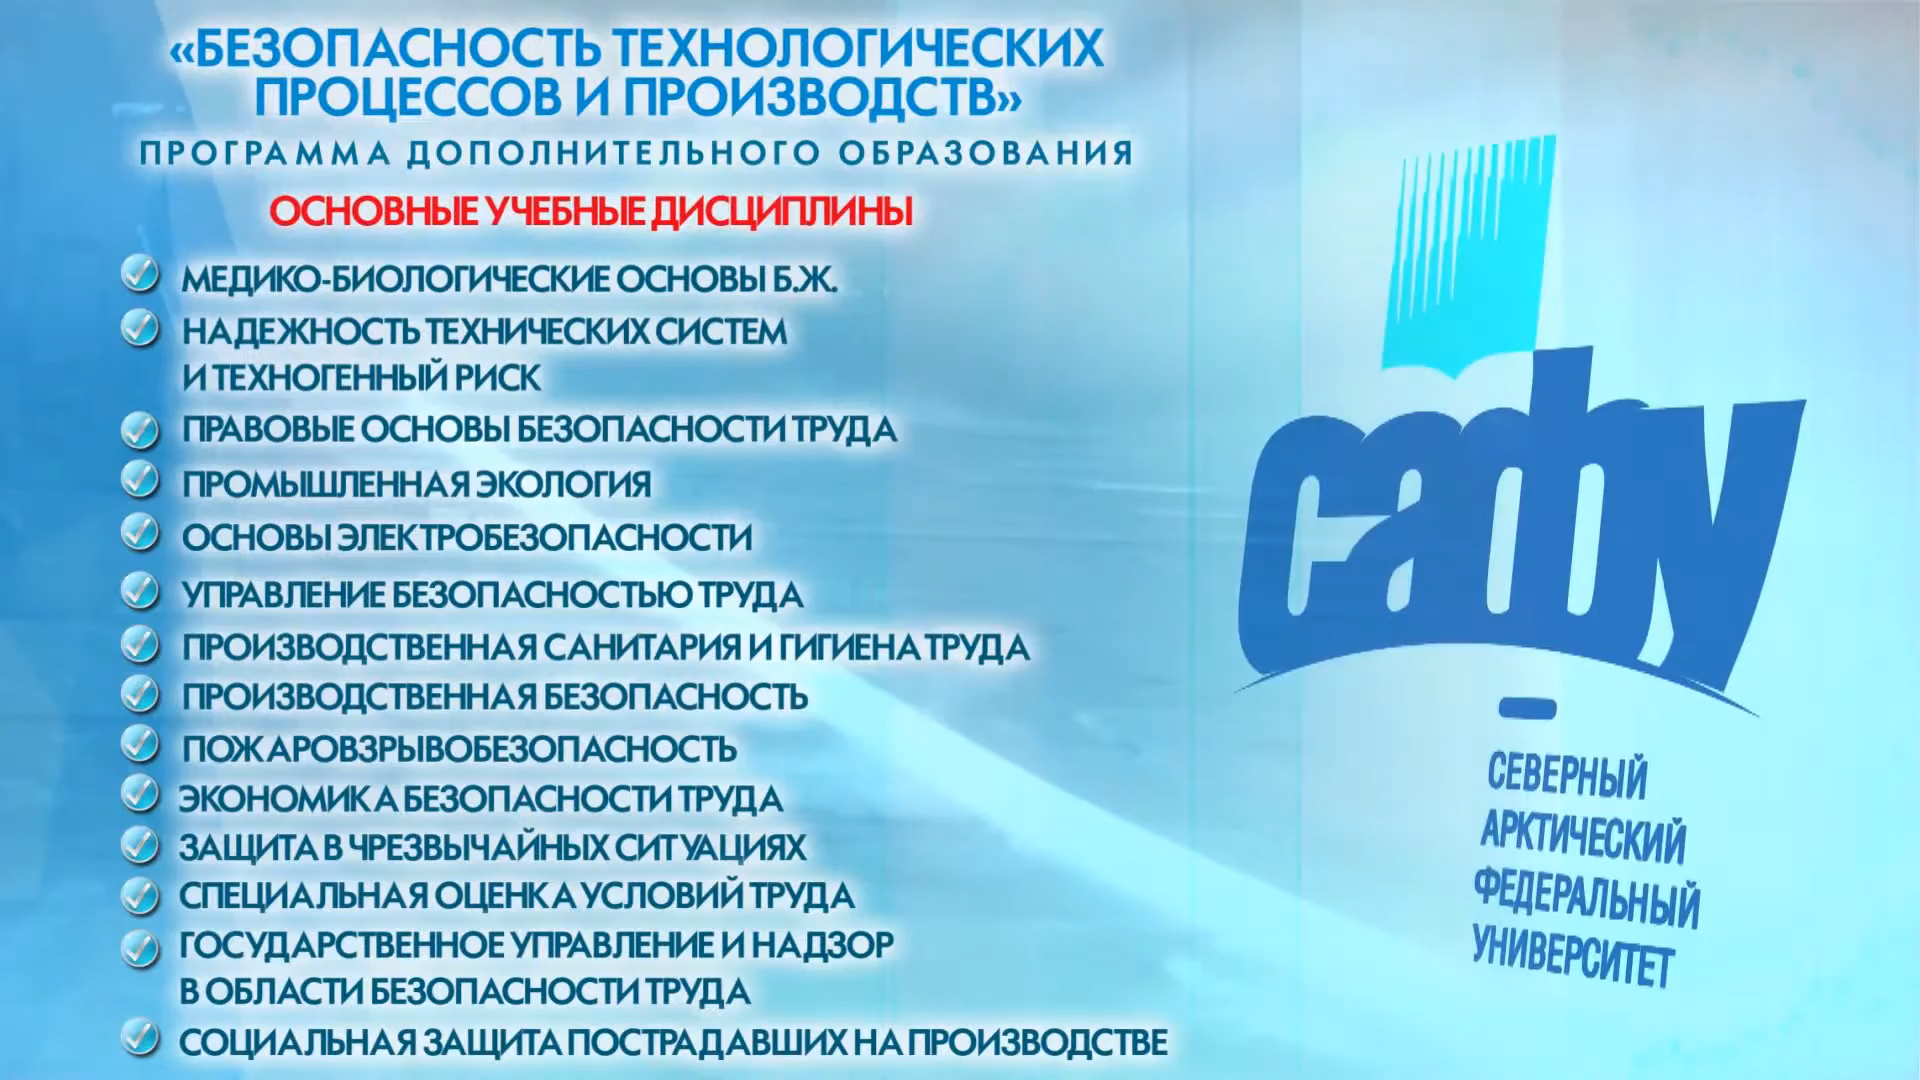 «БЕЗОПАСНОСТЬ ТЕХНОЛОГИЧЕСКИХ
ПРОЦЕССОВ И ПРОИЗВОДСТВ»
ПРОГРАММА ДОПОЛНИТЕЛЬНОГО ОБРАЗОВАНИЯ
ОСНОВНЫЕ УЧЕБНЫЕ ДИСЦИПЛИНЫ
МЕДИКО-БИОЛОГИЧЕСКИЕ ОСНОВЫ Б.Ж.
НАДЕЖНОСТЬ ТЕХНИЧЕСКИХ СИСТЕМ
И ТЕХНОГЕННЫЙ РИСК
ПРАВОВЫЕ ОСНОВЫ БЕЗОПАСНОСТИ ТРУДА
ПРОМЫШЛЕННАЯ ЭКОЛОГИЯ
ОСНОВЫ ЭЛЕКТРОБЕЗОПАСНОСТИ
УПРАВЛЕНИЕ БЕЗОПАСНОСТЬЮ ТРУДА
ПРОИЗВОДСТВЕННАЯ САНИТАРИЯ И ГИГИЕНА ТРУДА
ПРОИЗВОДСТВЕННАЯ БЕЗОПАСНОСТЬ
ПОЖАРОВЗРЫВОБЕЗОПАСНОСТЬ
ЭКОНОМИКА БЕЗОПАСНОСТИ ТРУДА
ЗАЩИТА В ЧРЕЗВЫЧАЙНЫХ СИТУАЦИЯХ
СПЕЦИАЛЬНАЯ ОЦЕНКА УСЛОВИЙ ТРУДА
ГОСУДАРСТВЕННОЕ УПРАВЛЕНИЕ И НАДЗОР
В ОБЛАСТИ БЕЗОПАСНОСТИ ТРУДА
СОЦИАЛЬНАЯ ЗАЩИТА ПОСТРАДАВШИХ НА ПРОИЗВОДСТВЕ
сафу
СЕВЕРНЫЙ
АРКТИЧЕСКИЙ
ФЕДЕРАЛЬНЫЙ
УНИВЕРСИТЕТ